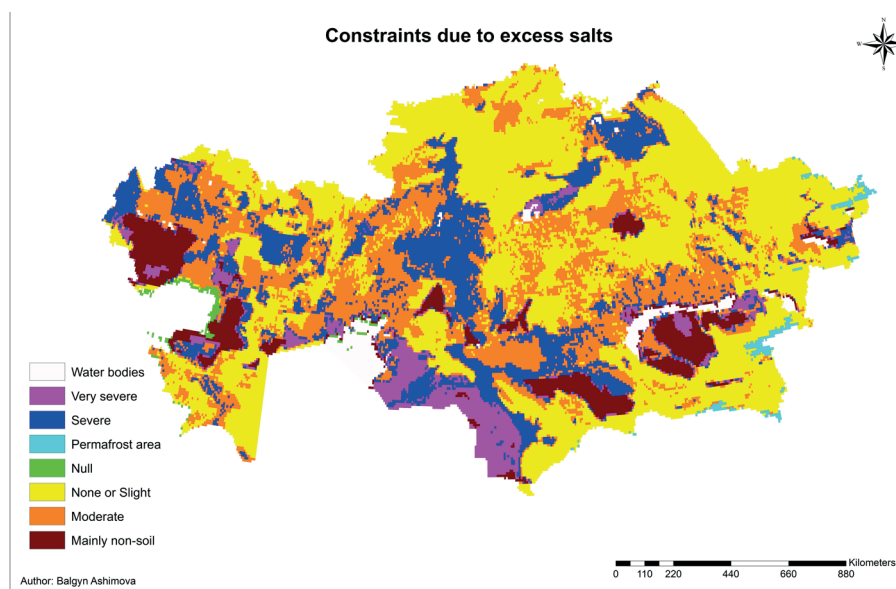 Constraints due to excess salts
N
W
S
Water bodies
Very severe
Severe
Permafrost area
Null
None or Slight
Moderate
Mainly non-soil
Kilometers
0 110 220 440 660 880
Author: Balgyn Ashimova